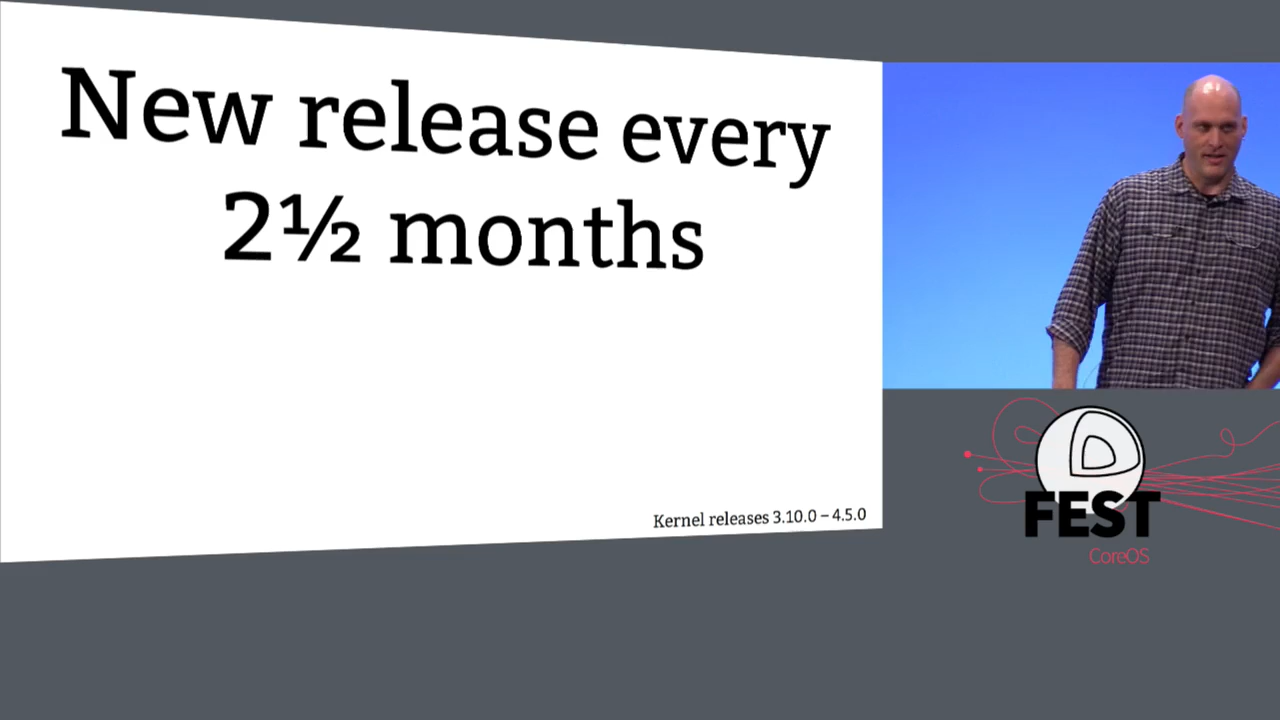 New release every
2½ months
Kernel releases 3.10.0 – 4.5.0
FEST
CoreOS